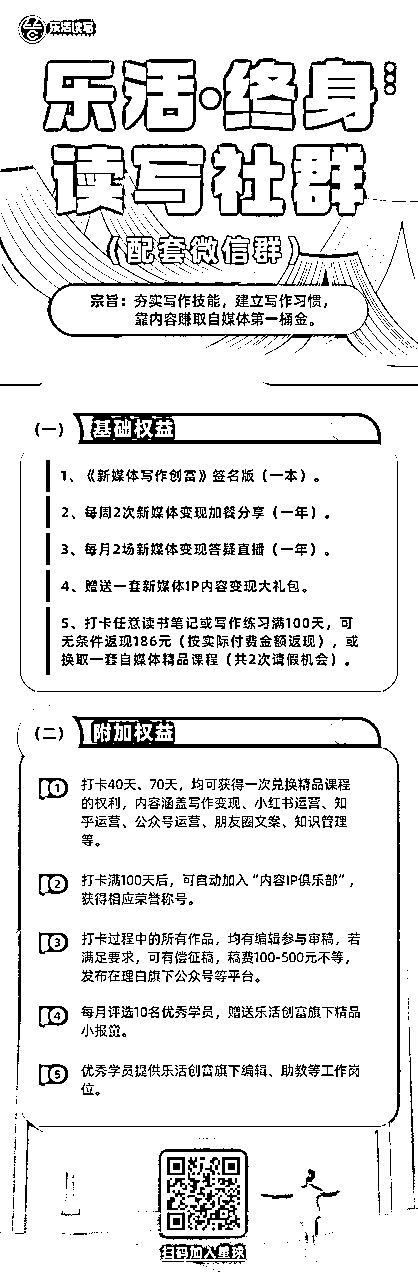 乐活读写
乐活·终身
读写社群
（配套微信群）
宗旨：夯实写作技能，建立写作习惯，
靠内容赚取自媒体第一桶金。
（一）基础权益
1、《新媒体写作创富》签名版（一本）。
2、每周2次新媒体变现加餐分享（一年）。
3、每月2场新媒体变现答疑直播（一年）。
4、赠送一套新媒体IP内容变现大礼包。
5、打卡任意读书笔记或写作练习满100天，可
无条件返现186元（按实际付费金额返现），或
换取一套自媒体精品课程（共2次请假机会）。
（二）附加权益
1 打卡40天、70天，均可获得一次兑换精品课程
的权利，内容涵盖写作变现、小红书运营、知
乎运营、公众号运营、朋友圈文案、知识管理
等。
2 打卡满100天后，可自动加入“内容IP俱乐部”，
获得相应荣誉称号。
3 打卡过程中的所有作品，均有编辑参与审稿，若
满足要求，可有偿征稿，稿费100-500元不等，
发布在理白旗下公众号等平台。
4 每月评选10名优秀学员，赠送乐活创富旗下精品
小报童。
5 优秀学员提供乐活创富旗下编辑、助教等工作岗
位。
扫码加入星球